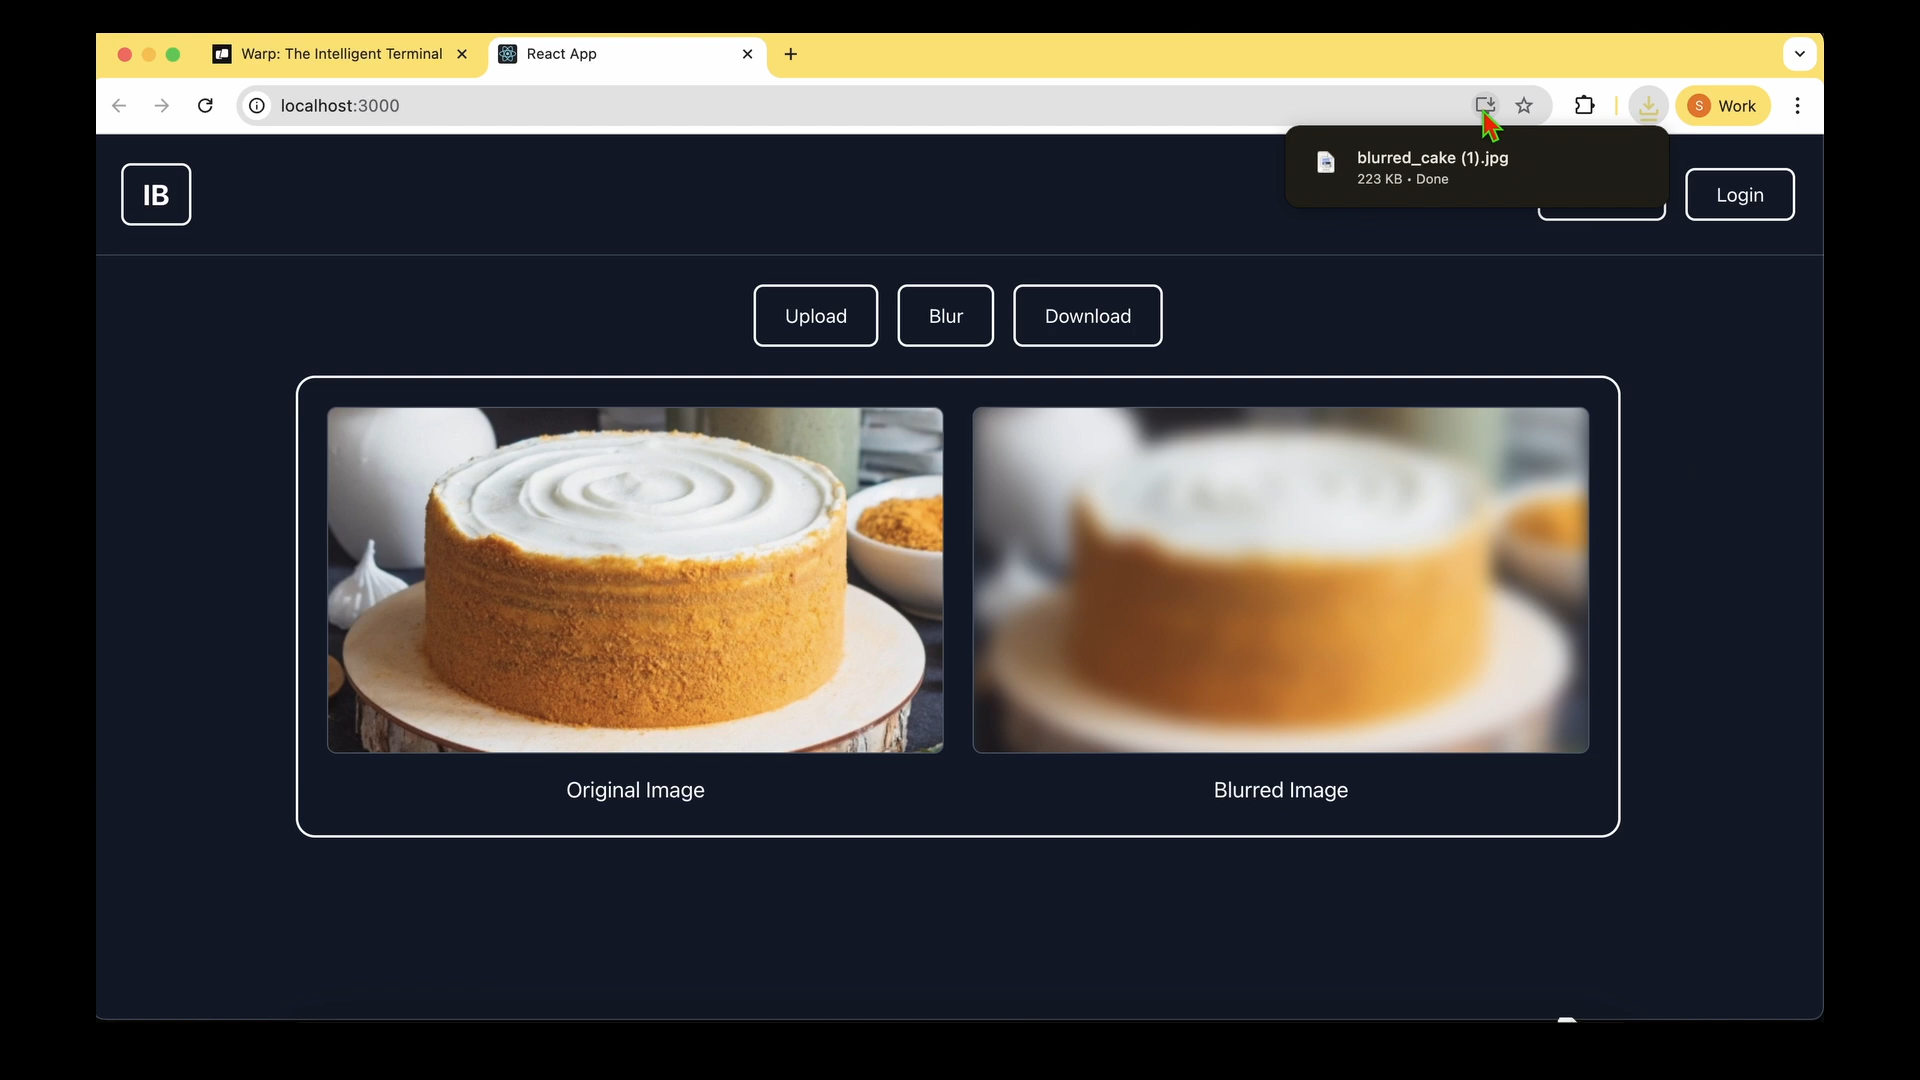 Warp: The Intelligent Terminal
React App
localhost:3000
S Work
blurred_cake (1).jpg
223 KB • Done
IB
Login
Upload
Blur
Download
Original Image
Blurred Image